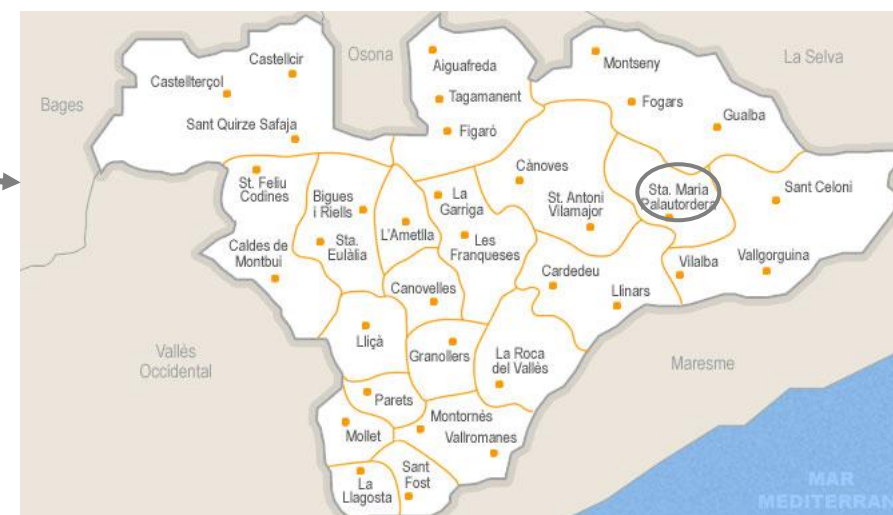 Castellcir
Osona
Aiguafreda
Montseny
La Selva
Castellterçol
Bages
Tagamanent
Fogars
Gualba
Sant Quirze Safaja
Figaró
St. Feliu
Codines
Bigues
i Riells
La
Garriga
Cànoves
St. Antoni
Vilamajor
Sta. Maria
Palautordera
Sant Celoni
L'Ametlla
Sta.
Eulàlia
Les
Franqueses
Caldes de
Montbui
Cardedeu
Vilalba
Vallgorguina
Canovelles
Llinars
Lliçà
Granollers
La Roca
del Vallès
Vallès
Occidental
Maresme
Parets
Montornés
Mollet
Vallromanes
Sant
Fost
La
Llagosta
MAR
MEDITERRAN